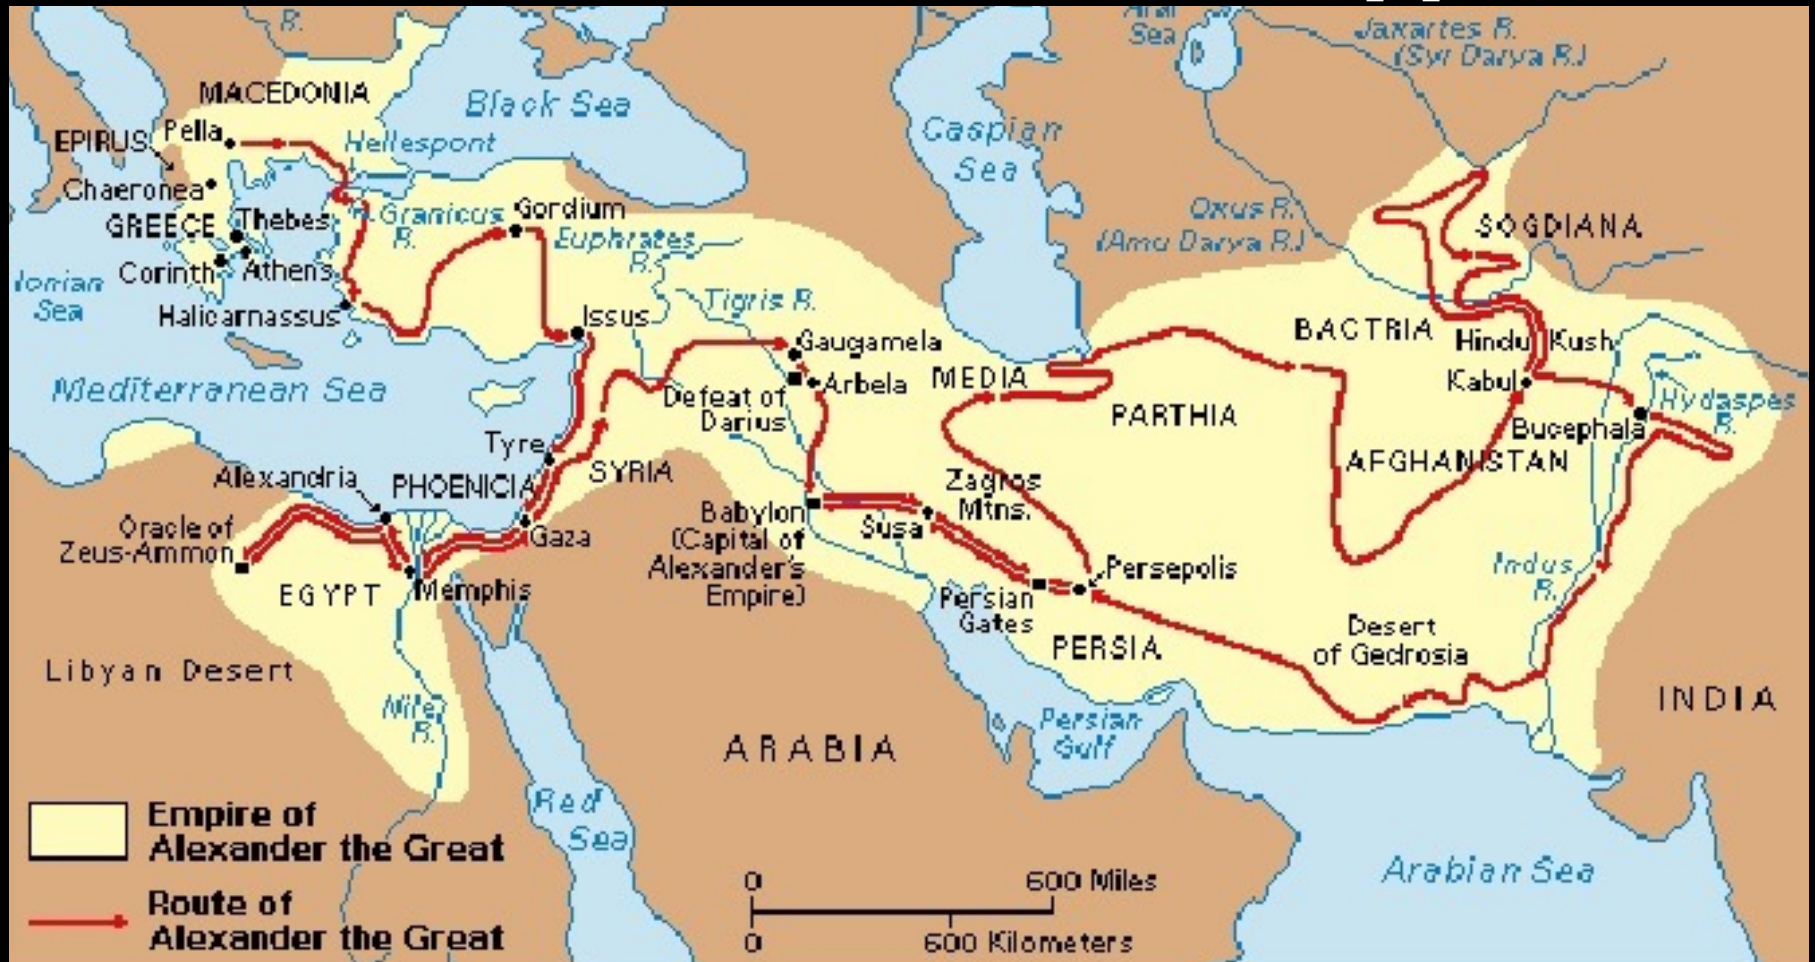 R.
MACEDONIA
Black Sea
Aral
Sea
Jaxartes R.
(Syr Darya R.)
EPIRUS
Pella
Hellespont
Caspian
Sea
Chaeronea
GREECE
Thebes
Granicus
R.
Gordium
Euphrates
R.
Oxus R.
(Amu Darya R.)
SOGDIANA
Corinth
Athens
Ionian
Sea
Halicarnassus
Issus
Tigris R.
Gaugamela
BACTRIA
Hindu Kush
Mediterranean Sea
Defeat of
Darius
Arbela
MEDIA
PARTHIA
Kabul
Hydaspes
R.
Bucephala
Tyre
SYRIA
AFGHANISTAN
Alexandria
PHOENICIA
Zagros
Mtns.
Oracle of
Zeus-Ammon
Gaza
Babylon
(Capital of
Alexander's
Empire)
Susa
EGYPT
Memphis
Persepolis
Persian
Gates
Indus
R.
PERSIA
Desert
of Gedrosia
Libyan Desert
Nile
R.
ARABIA
Persian
Gulf
INDIA
Red
Sea
Arabian Sea
Empire of
Alexander the Great
Route of
Alexander the Great
0 600 Miles
0 600 Kilometers